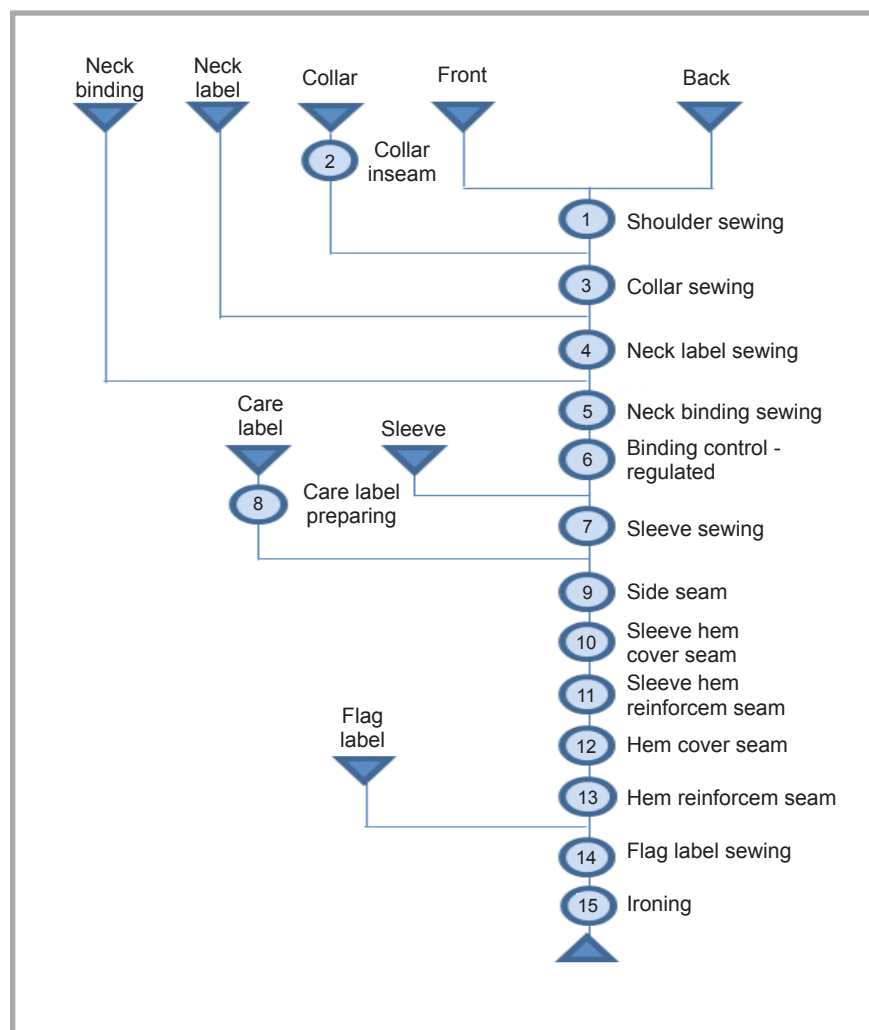 Neck
binding
Neck
label
Collar
Front
Back
2
Collar
inseam
1
Shoulder sewing
3
Collar sewing
4
Neck label sewing
5
Neck binding sewing
Care
label
Sleeve
6
Binding control -
regulated
8
Care label
preparing
7
Sleeve sewing
9
Side seam
10
Sleeve hem
cover seam
11
Sleeve hem
reinforcem seam
Flag
label
12
Hem cover seam
13
Hem reinforcem seam
14
Flag label sewing
15
Ironing